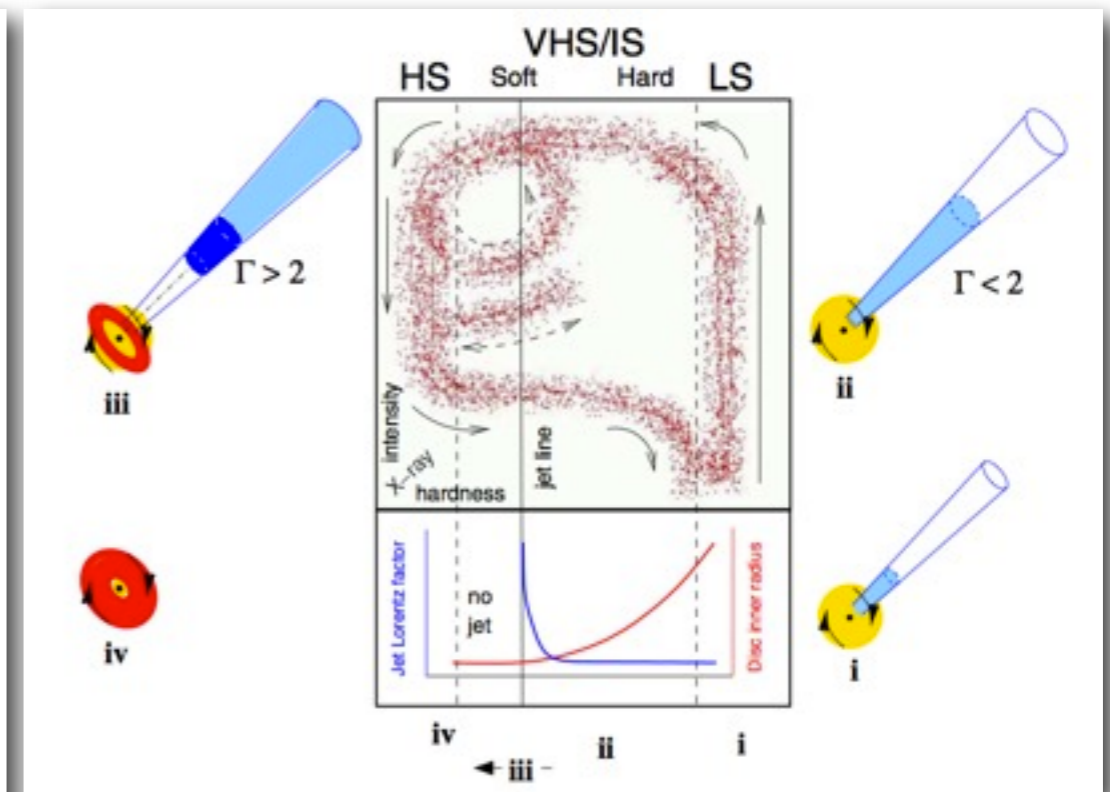 VHS/IS
HS Soft Hard LS
Γ > 2
Γ < 2
iii
ii
X-ray
intensity
hardness
jet line
Jet Lorentz factor
no
jet
Disc inner radius
iv
i
iv
ii
i
iii